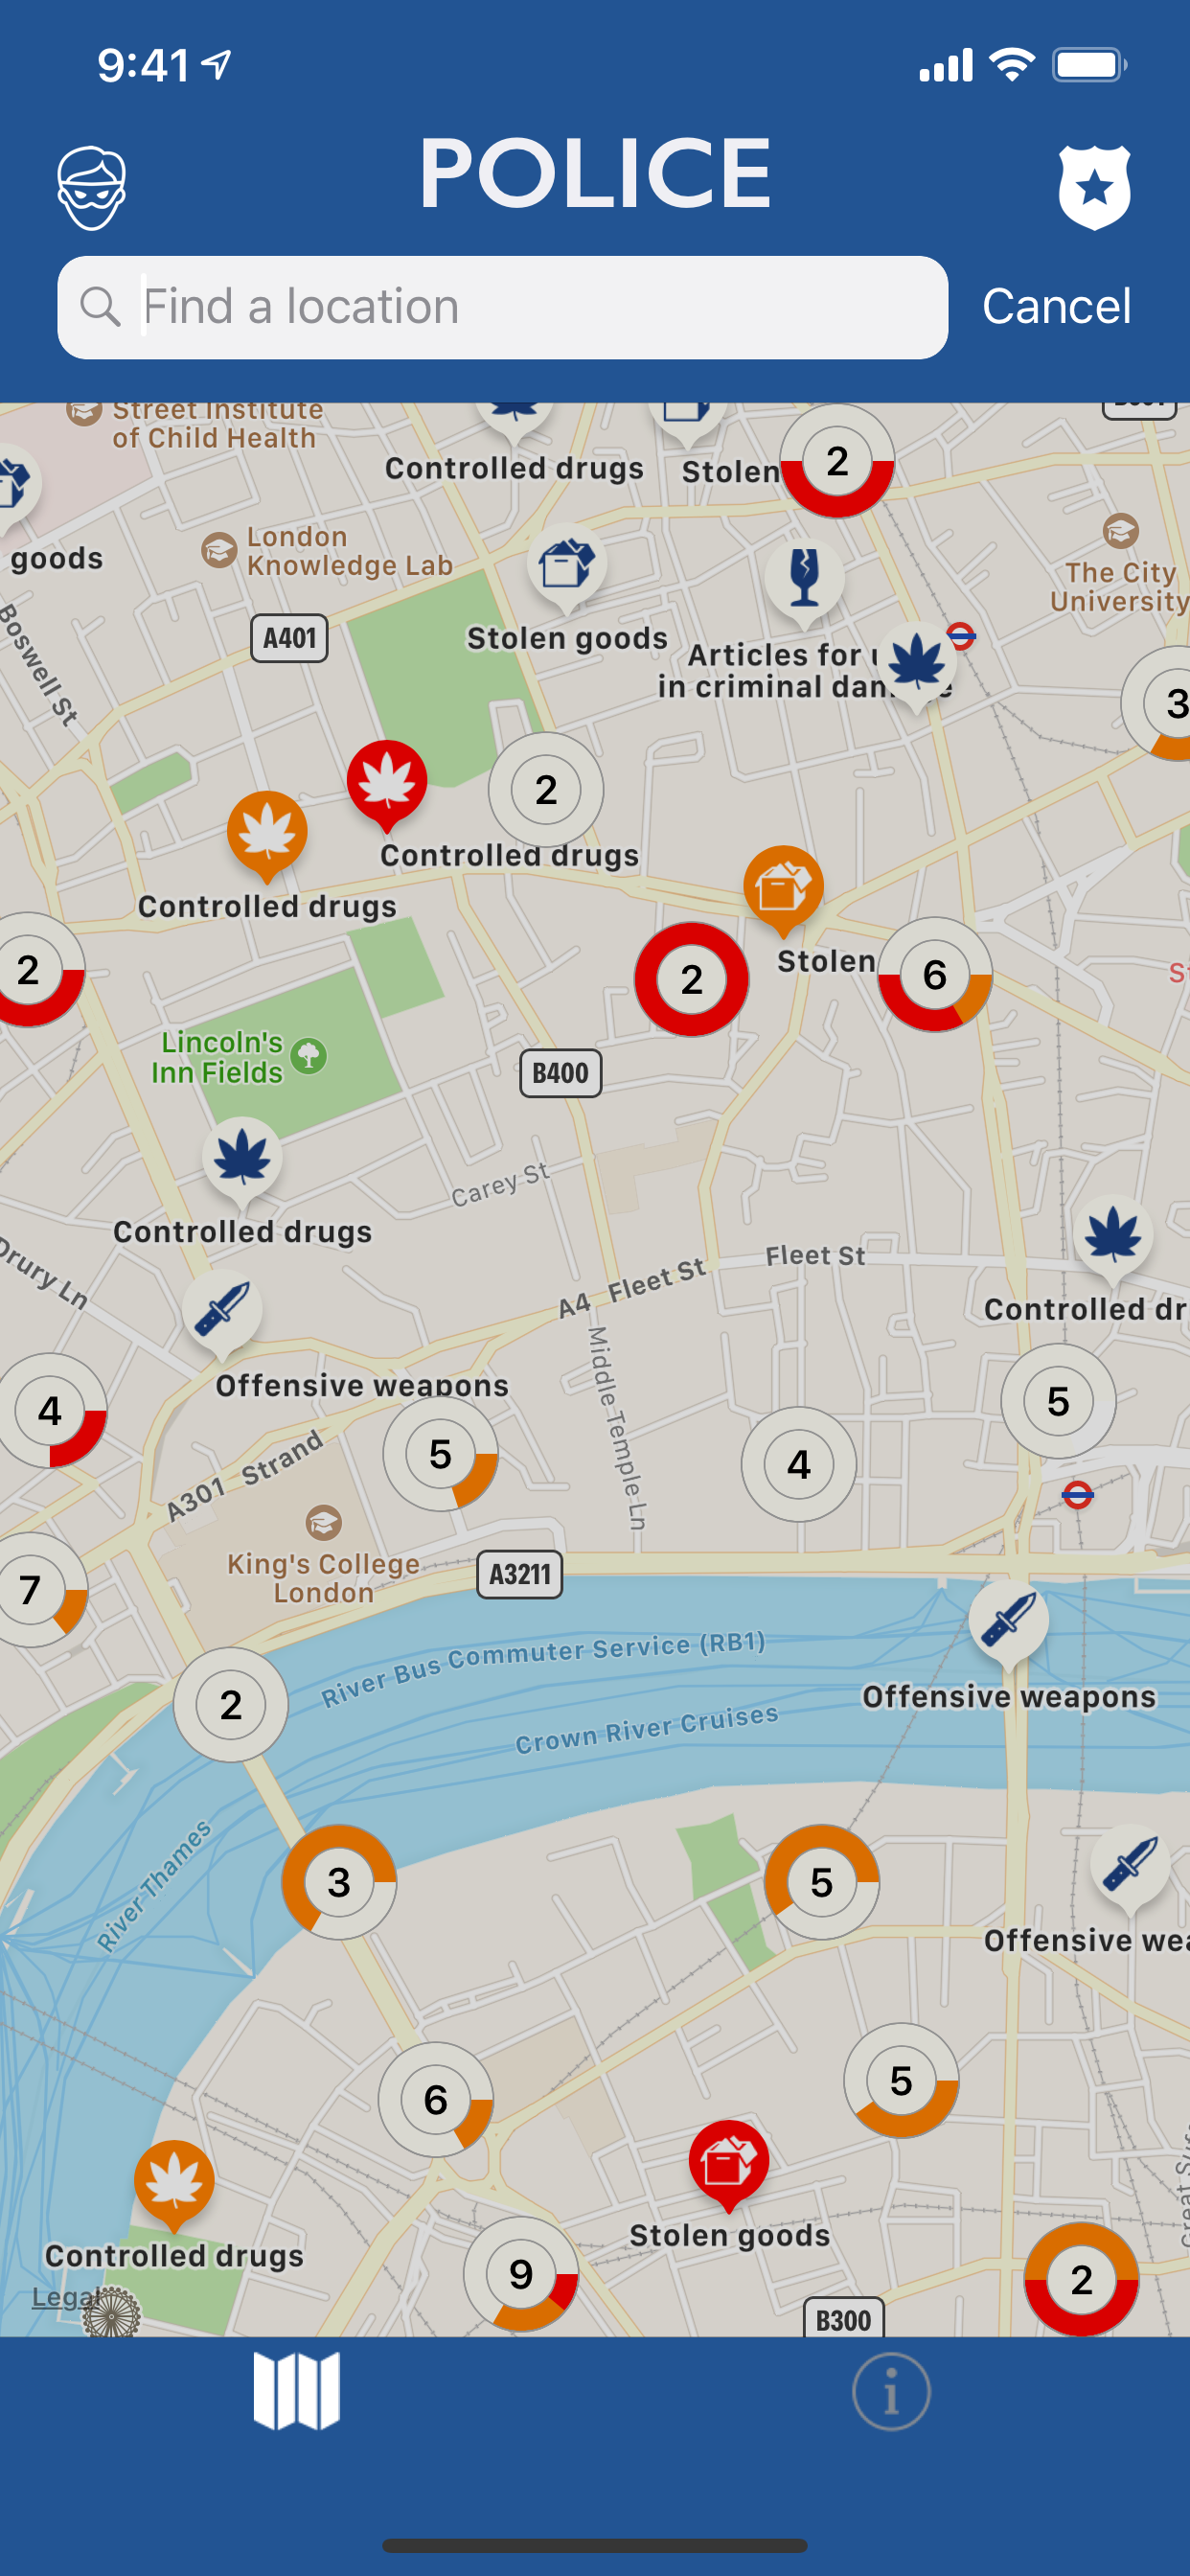 9:41
POLICE
Find a location
Cancel
Street Institute
of Child Health
Controlled drugs
Stolen
2
goods
London
Knowledge Lab
The City
University
A401
Stolen goods
Articles for
in criminal
Boswell St
3
2
Controlled drugs
Controlled drugs
2
2
Stolen
6
Lincoln's
Inn Fields
B400
Carey St
Controlled drugs
Drury Ln
A4 Fleet St
Fleet St
Controlled dr
Offensive weapons
4
5
Middle Temple Ln
4
5
A301 Strand
King's College
London
A3211
7
2
River Bus Commuter Service (RB1)
Crown River Cruises
Offensive weapons
River Thames
3
5
Offensive wea
6
5
Controlled drugs
Stolen goods
Legal
9
2
B300